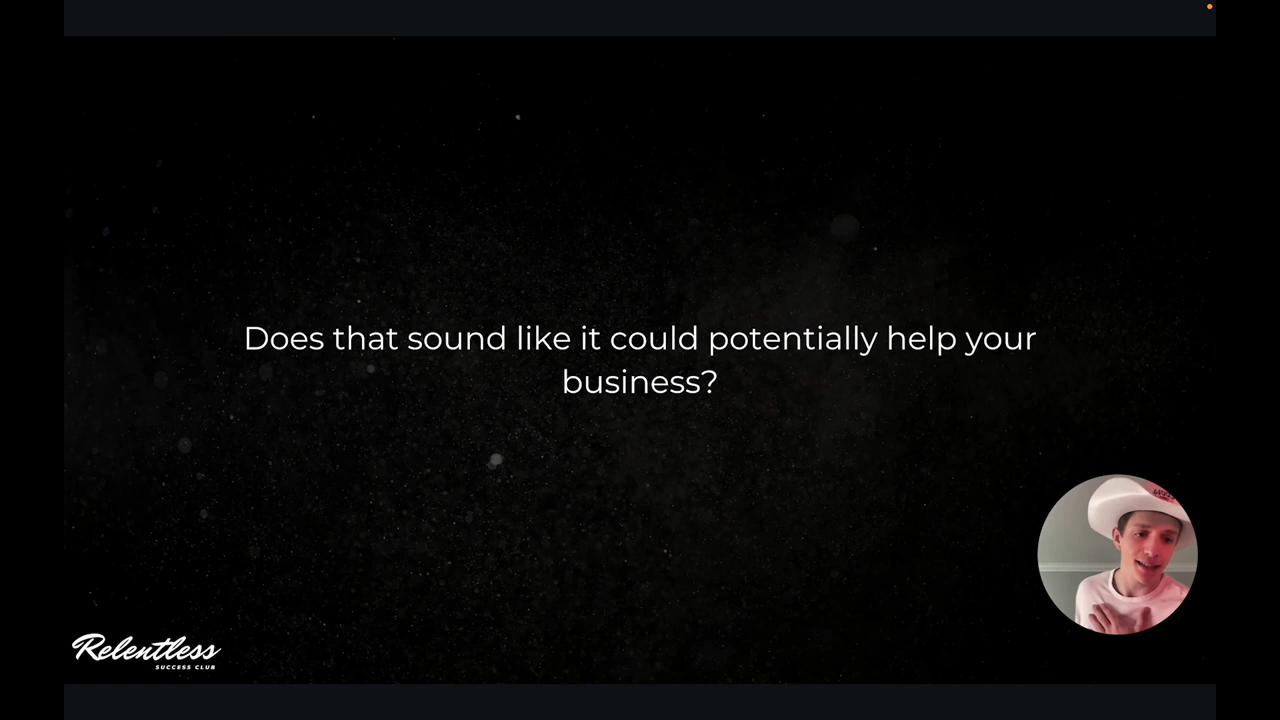 Does that sound like it could potentially help your
business?
Relentless
SUCCESS CLUB